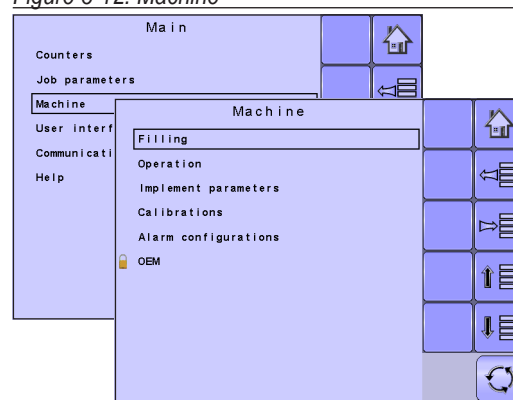 Figure 3-12: Machine
Main
Counters
Job parameters
Machine
User interf
Communicati
Help
Machine
Filling
Operation
Implement parameters
Calibrations
Alarm configurations
OEM